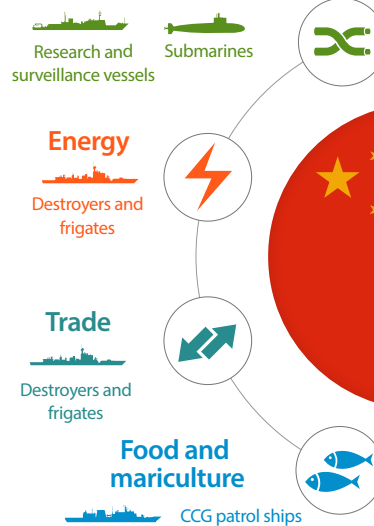 Research and
surveillance vessels
Submarines
Energy
Destroyers and
frigates
Trade
Destroyers and
frigates
Food and
mariculture
CCG patrol ships